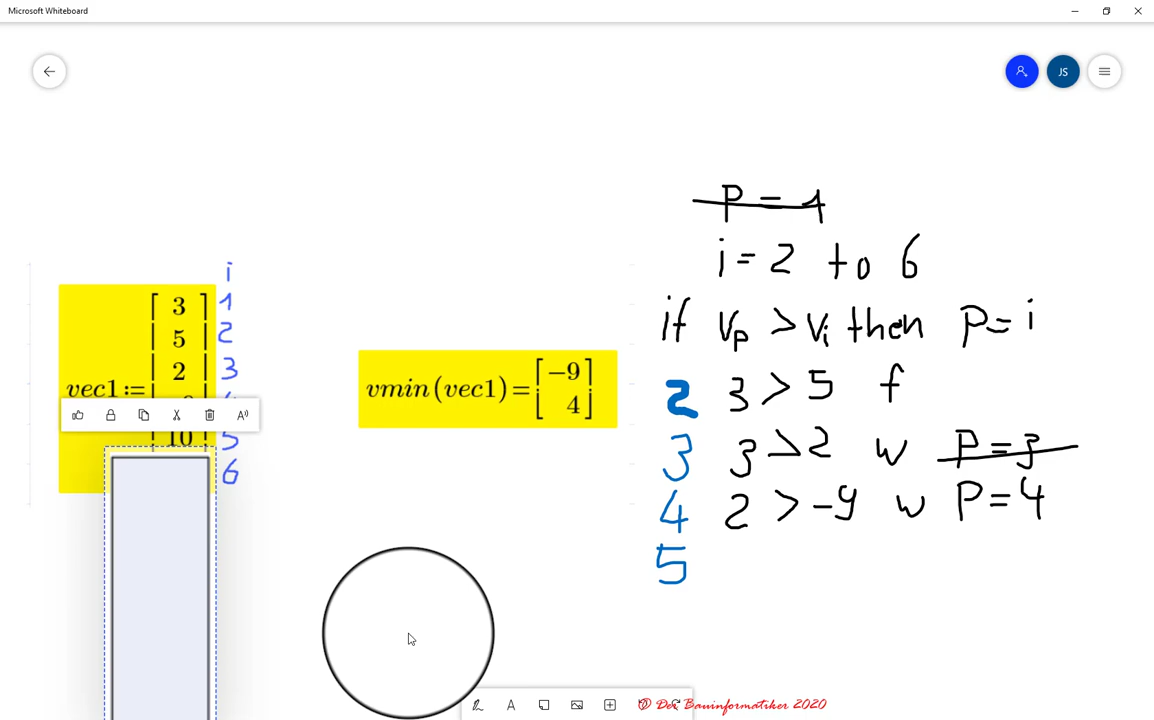 Microsoft Whiteboard
JS
P = 1
i = 2 to 6
if Vp > Vi then P = i
2 3 > 5 f
3 3 > 2 w P = 3
4 2 > -9 w P = 4
5
i
3 1
5 2
2 3
vec1:=
10 5
6
vmin(vec1)= [ -9
4 ]
© Der Bauinformatiker 2020